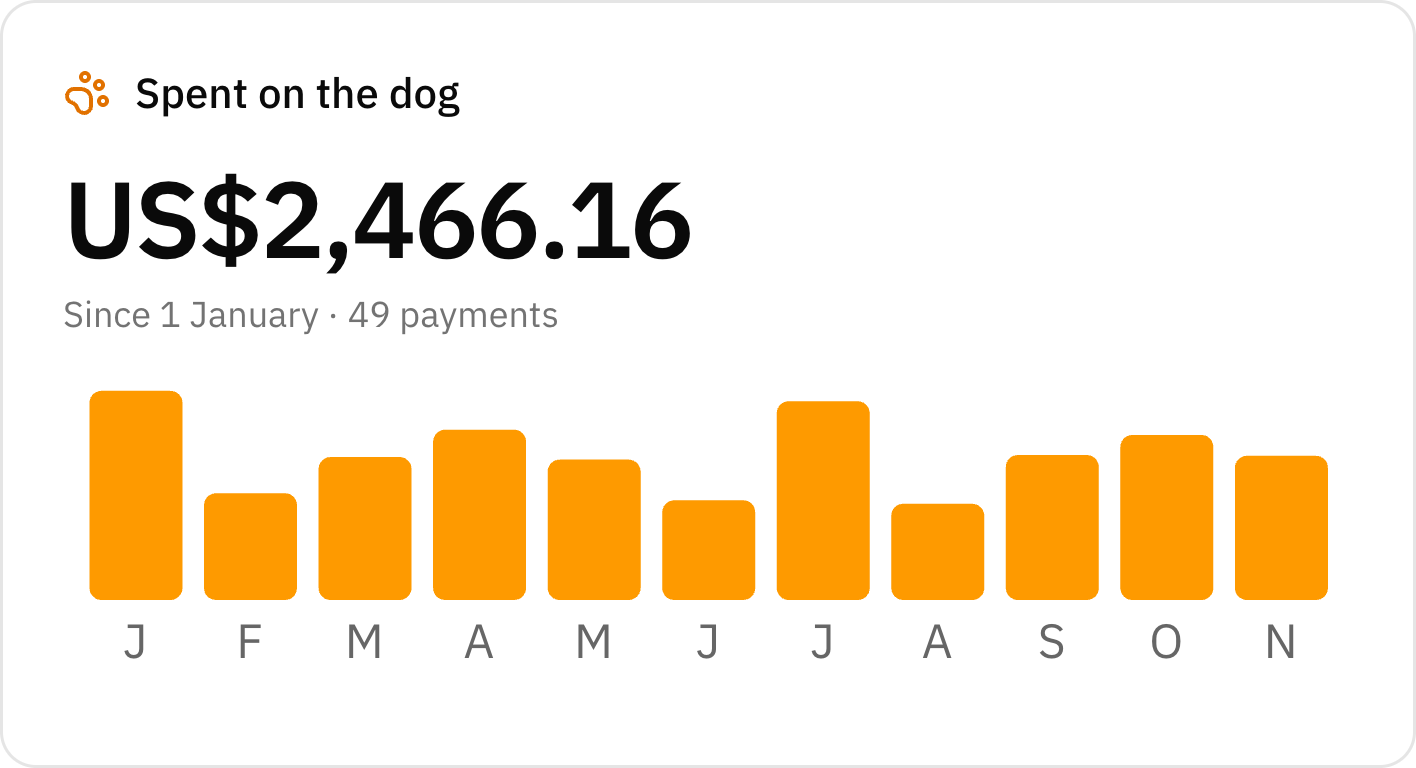 Spent on the dog
US$2,466.16
Since 1 January · 49 payments
J F M A M J J A S O N